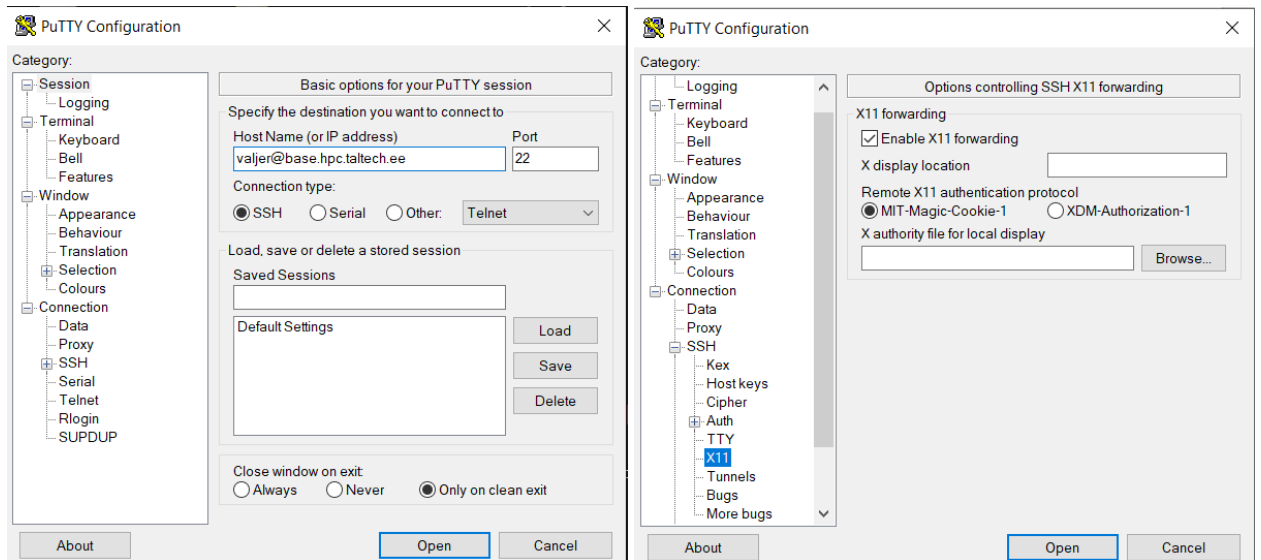 PuTTY Configuration
Category:
Session
Logging
Terminal
Keyboard
Bell
Features
Window
Appearance
Behaviour
Translation
Selection
Colours
Connection
Data
Proxy
SSH
Serial
Telnet
Rlogin
SUPDUP
Basic options for your PuTTY session
Specify the destination you want to connect to
Host Name (or IP address) Port
valjer@base.hpc.taltech.ee 22
Connection type:
SSH Serial Other: Telnet
Load, save or delete a stored session
Saved Sessions
Default Settings
Load
Save
Delete
Close window on exit:
Always Never Only on clean exit
About Open Cancel
PuTTY Configuration
Category:
Logging
Terminal
Keyboard
Bell
Features
Window
Appearance
Behaviour
Translation
Selection
Colours
Connection
Data
Proxy
SSH
Kex
Host keys
Cipher
Auth
TTY
X11
Tunnels
Bugs
More bugs
Options controlling SSH X11 forwarding
X11 forwarding
Enable X11 forwarding
X display location
Remote X11 authentication protocol
MIT-Magic-Cookie-1 XDM-Authorization-1
X authority file for local display
Browse...
About Open Cancel